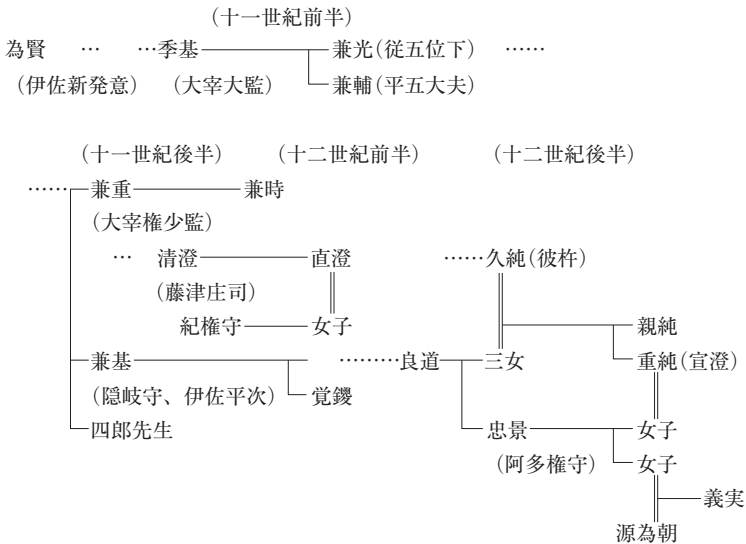 (十一世紀前半)
為賢 … …季基 兼光(従五位下) ……
(伊佐新発意) (大宰大監) 兼輔(平五大夫)
(十一世紀後半) (十二世紀前半) (十二世紀後半)
……兼重 兼時
(大宰権少監)
… 清澄 直澄 ……久純(彼杵)
(藤津庄司)
紀権守 女子 親純
兼基 ………良道 三女 重純(宣澄)
(隠岐守、伊佐平次) 覚鑁
四郎先生 忠景 女子
(阿多権守) 女子
義実
源為朝